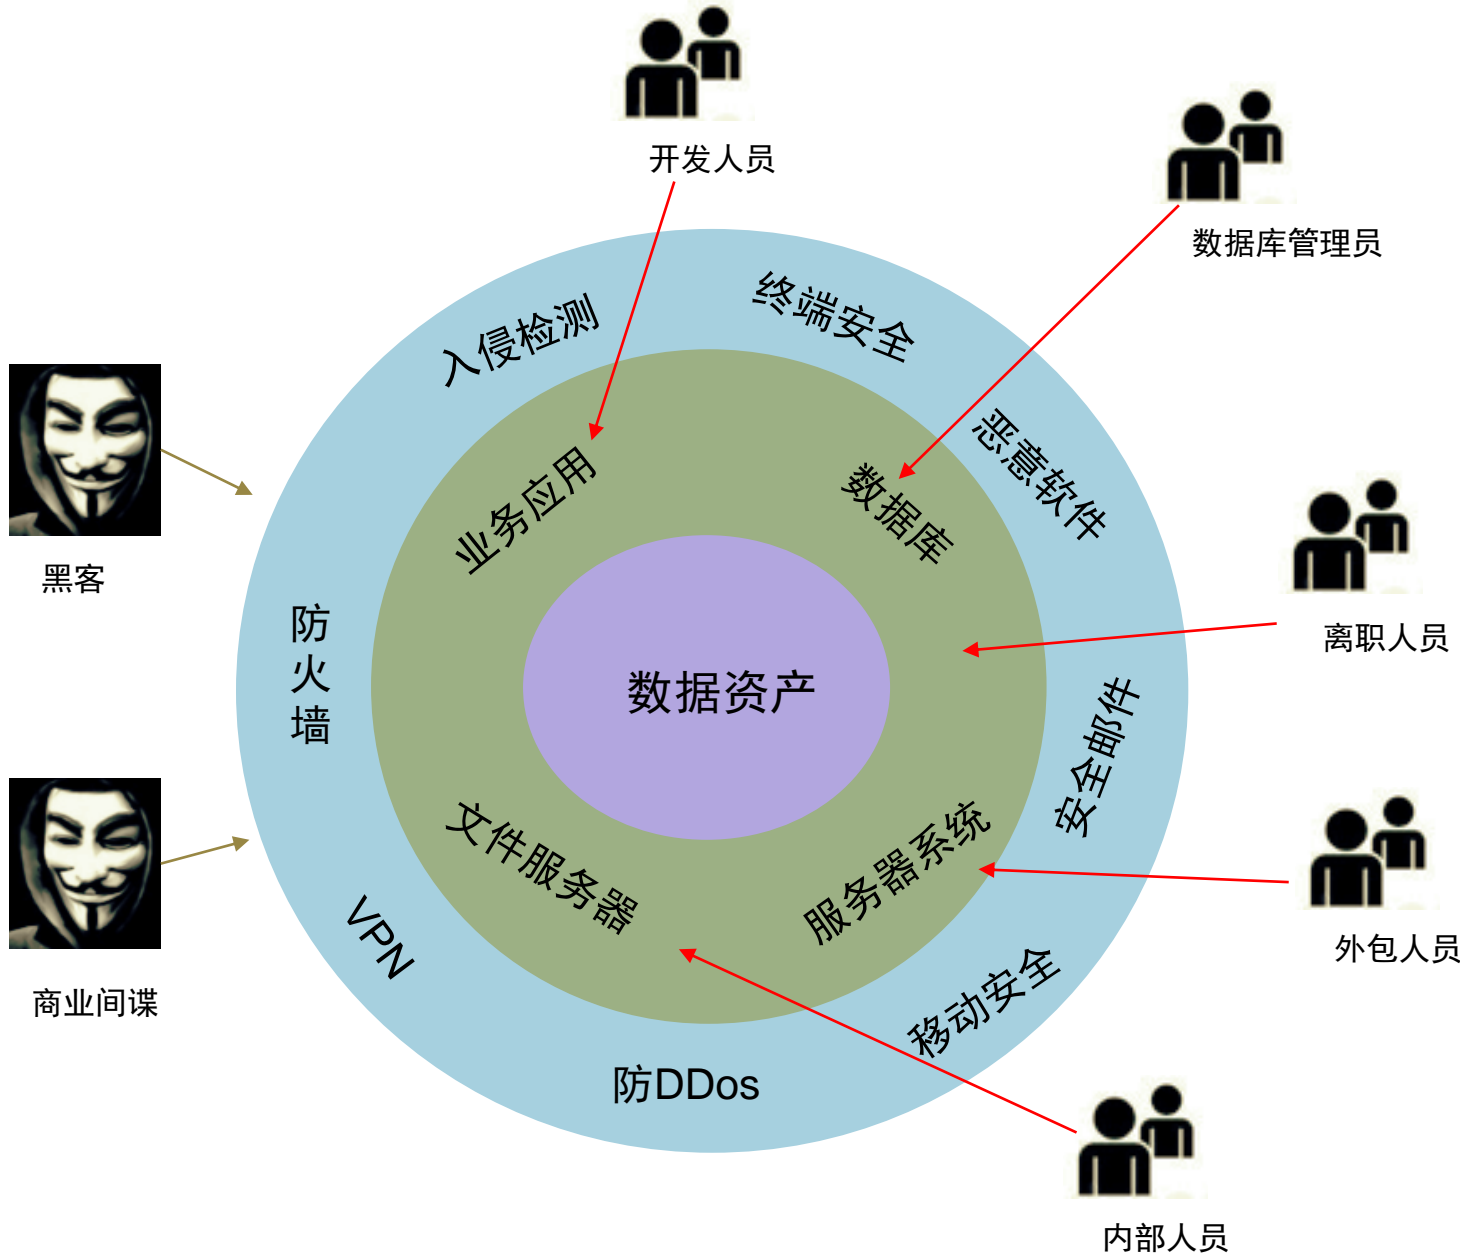 开发人员
数据库管理员
终端安全
入侵检测
恶意软件
业务应用
数据库
黑客
防火墙
离职人员
数据资产
安全邮件
文件服务器
服务器系统
VPN
外包人员
商业间谍
移动安全
防DDos
内部人员